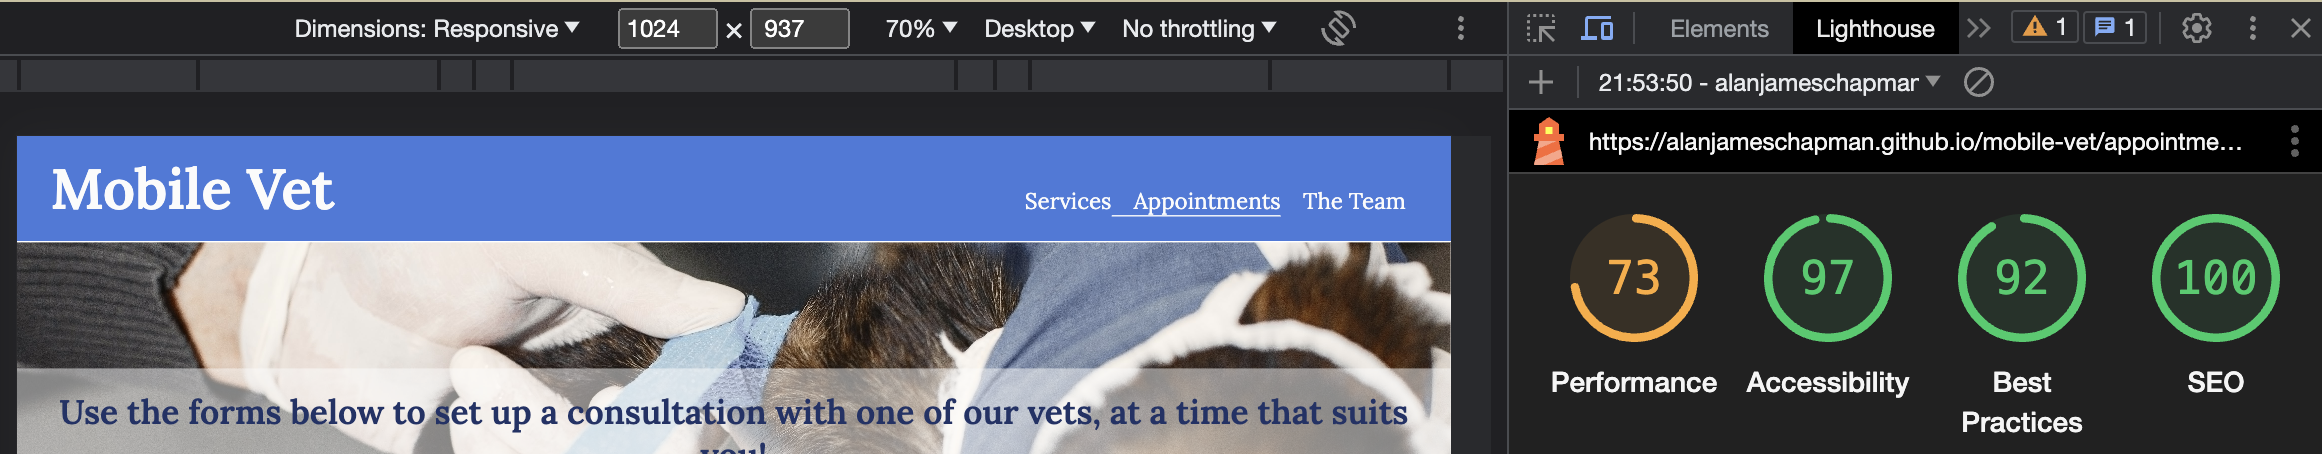 Dimensions: Responsive ▼ 1024 × 937 70% ▼ Desktop ▼ No throttling ▼
Elements Lighthouse 1 1
21:53:50 - alanjameschapmar
https://alanjameschapman.github.io/mobile-vet/appointme...
Mobile Vet
Services Appointments The Team
Use the forms below to set up a consultation with one of our vets, at a time that suits
you!
73 97 92 100
Performance Accessibility Best Practices SEO